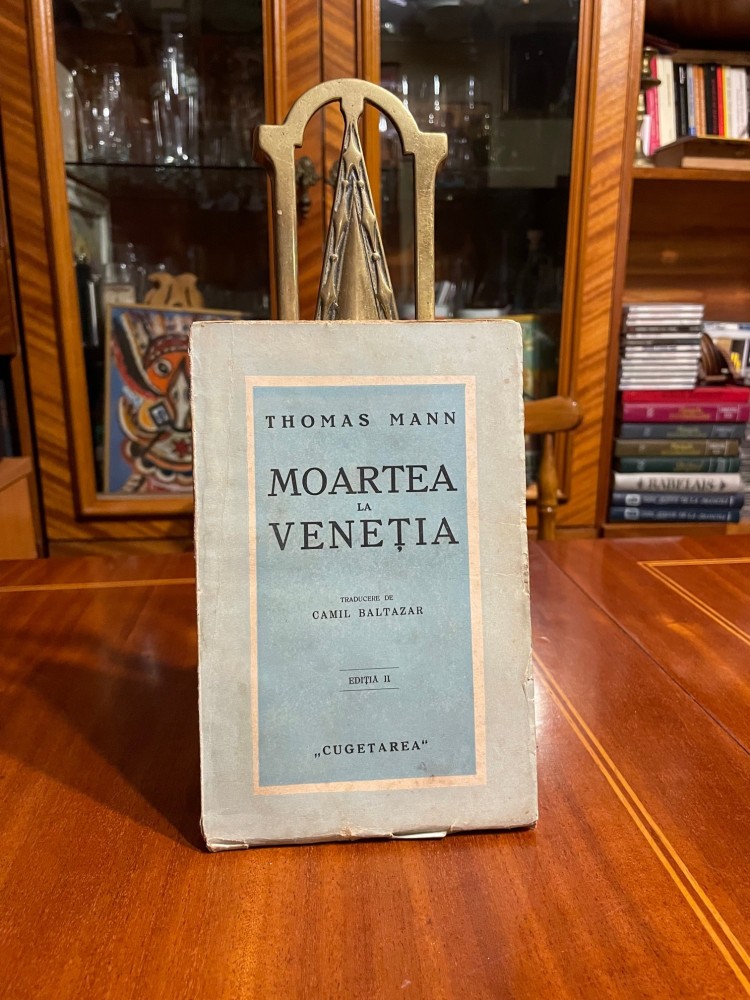 THOMAS MANN
MOARTEA
LA
VENEȚIA
TRADUCERE DE
CAMIL BALTAZAR
EDIȚIA II
„CUGETAREA“
RABELAIS